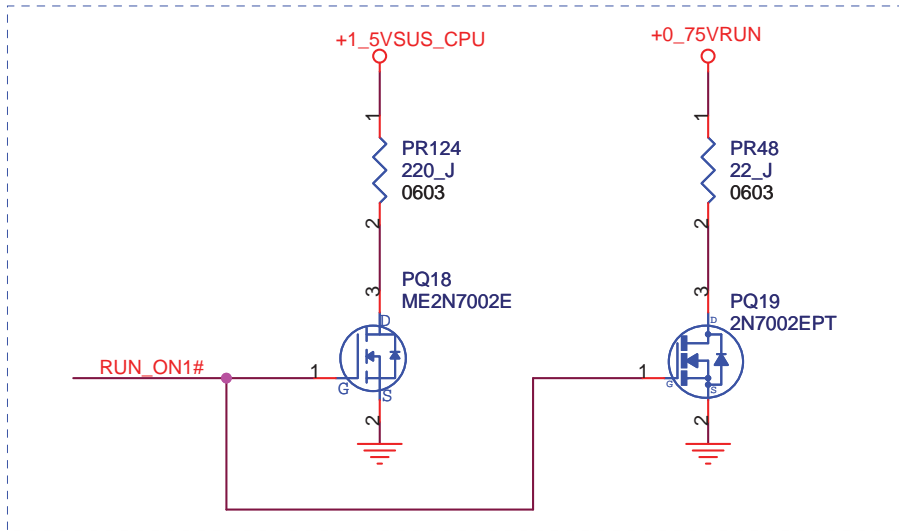 +1_5VSUS_CPU
+0_75VRUN
1
1
PR124
220_J
0603
PR48
22_J
0603
2
2
PQ18
ME2N7002E
3
3
PQ19
2N7002EPT
D
D
RUN_ON1#
1
1
G
S
G
S
2
2